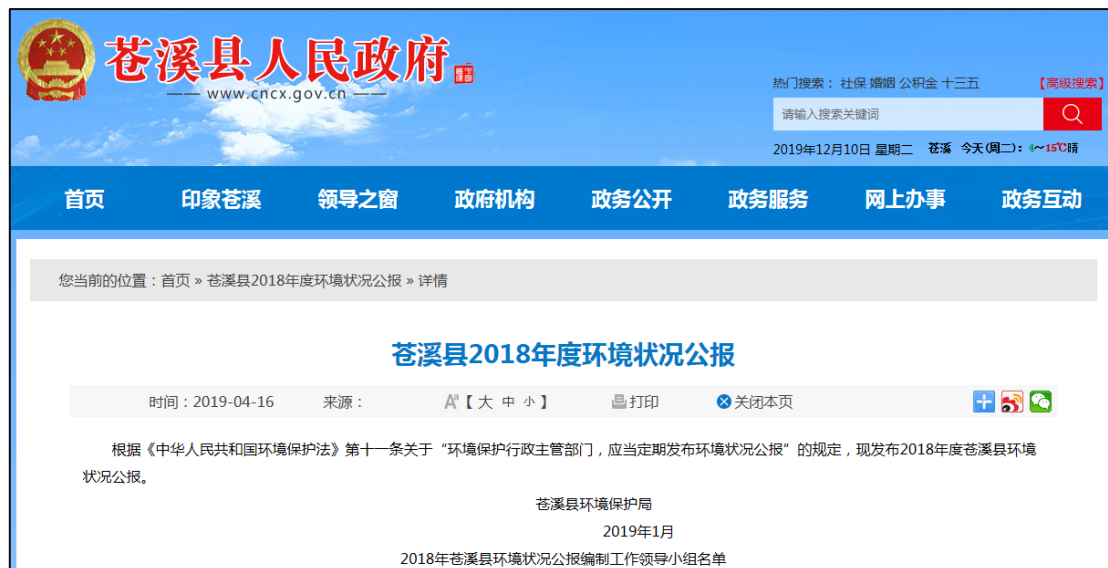 苍溪县人民政府
www.cncx.gov.cn
热门搜索： 社保 婚姻 公积金 十三五 【高级搜索】
请输入搜索关键词
2019年12月10日 星期二 苍溪 今天(周二)：4～15℃晴
首页 印象苍溪 领导之窗 政府机构 政务公开 政务服务 网上办事 政务互动
您当前的位置：首页 » 苍溪县2018年度环境状况公报 » 详情
苍溪县2018年度环境状况公报
时间：2019-04-16 来源： 【 大 中 小 】 打印 关闭本页
根据《中华人民共和国环境保护法》第十一条关于“环境保护行政主管部门，应当定期发布环境状况公报”的规定，现发布2018年度苍溪县环境
状况公报。
苍溪县环境保护局
2019年1月
2018年苍溪县环境状况公报编制工作领导小组名单